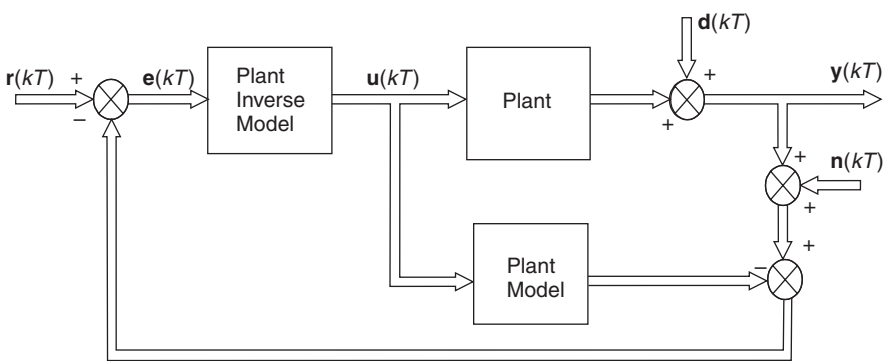 d(kT)
r(kT)
+
−
e(kT)
Plant
Inverse
Model
u(kT)
Plant
+
+
y(kT)
+
n(kT)
+
+
−
Plant
Model